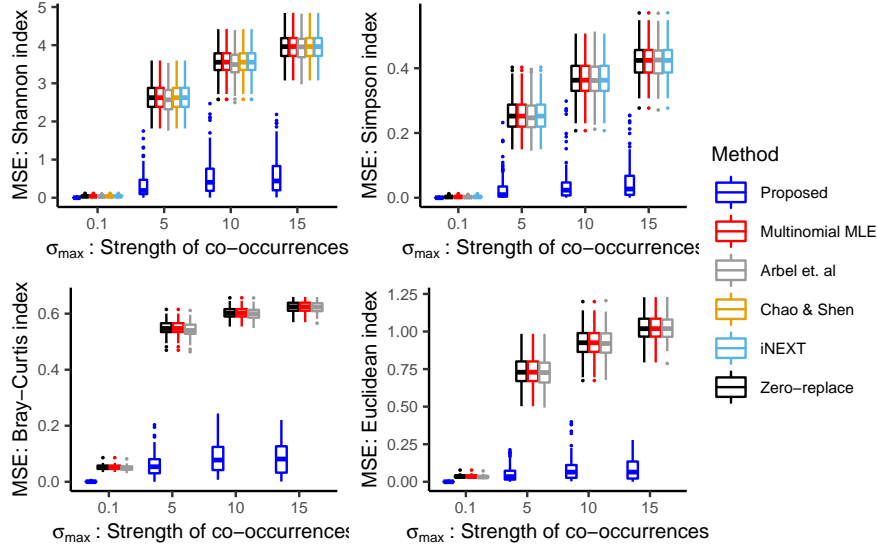 MSE: Shannon index
5
4
3
2
1
0
0.1 5 10 15
σmax : Strength of co-occurrences
MSE: Simpson index
0.4
0.2
0.0
0.1 5 10 15
σmax : Strength of co-occurrences
MSE: Bray−Curtis index
0.6
0.4
0.2
0.0
0.1 5 10 15
σmax : Strength of co-occurrences
MSE: Euclidean index
1.25
1.00
0.75
0.50
0.25
0.00
0.1 5 10 15
σmax : Strength of co-occurrences
Method
Proposed
Multinomial MLE
Arbel et. al
Chao & Shen
iNEXT
Zero−replace